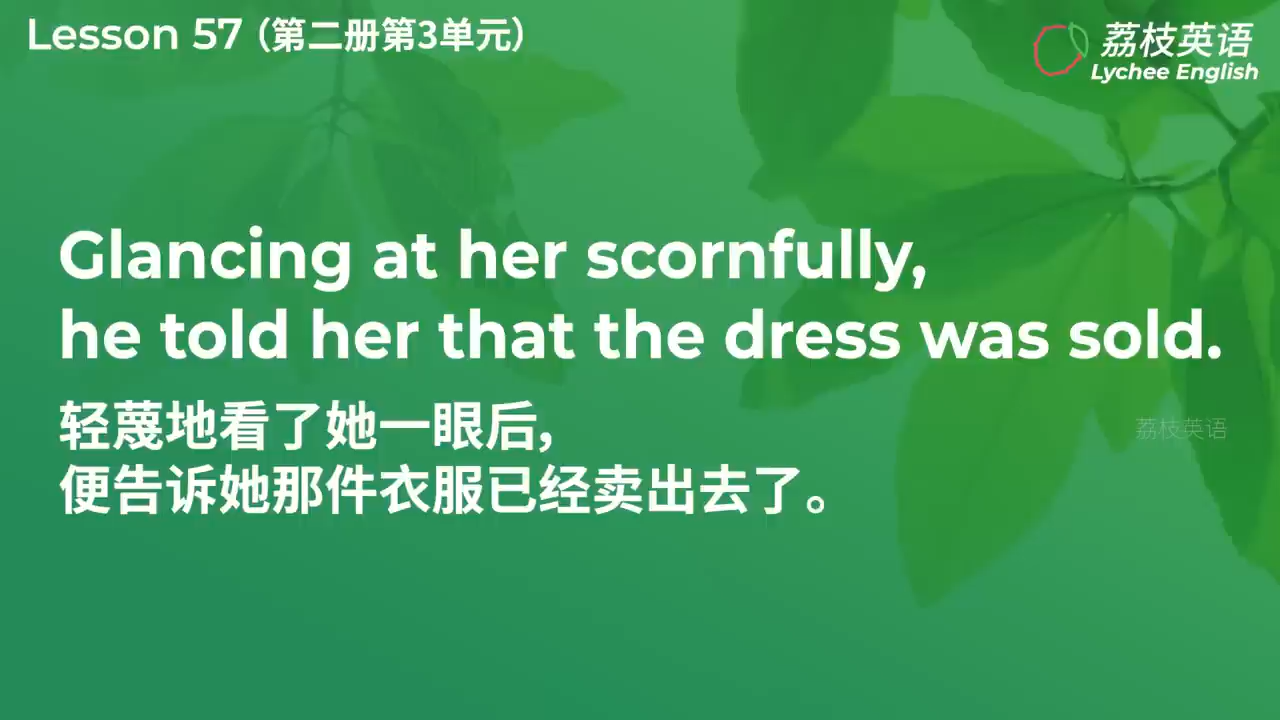 Lesson 57（第二册第3单元）
荔枝英语
Lychee English
Glancing at her scornfully,
he told her that the dress was sold.
轻蔑地看了她一眼后,
便告诉她那件衣服已经卖出去了。
荔枝英语